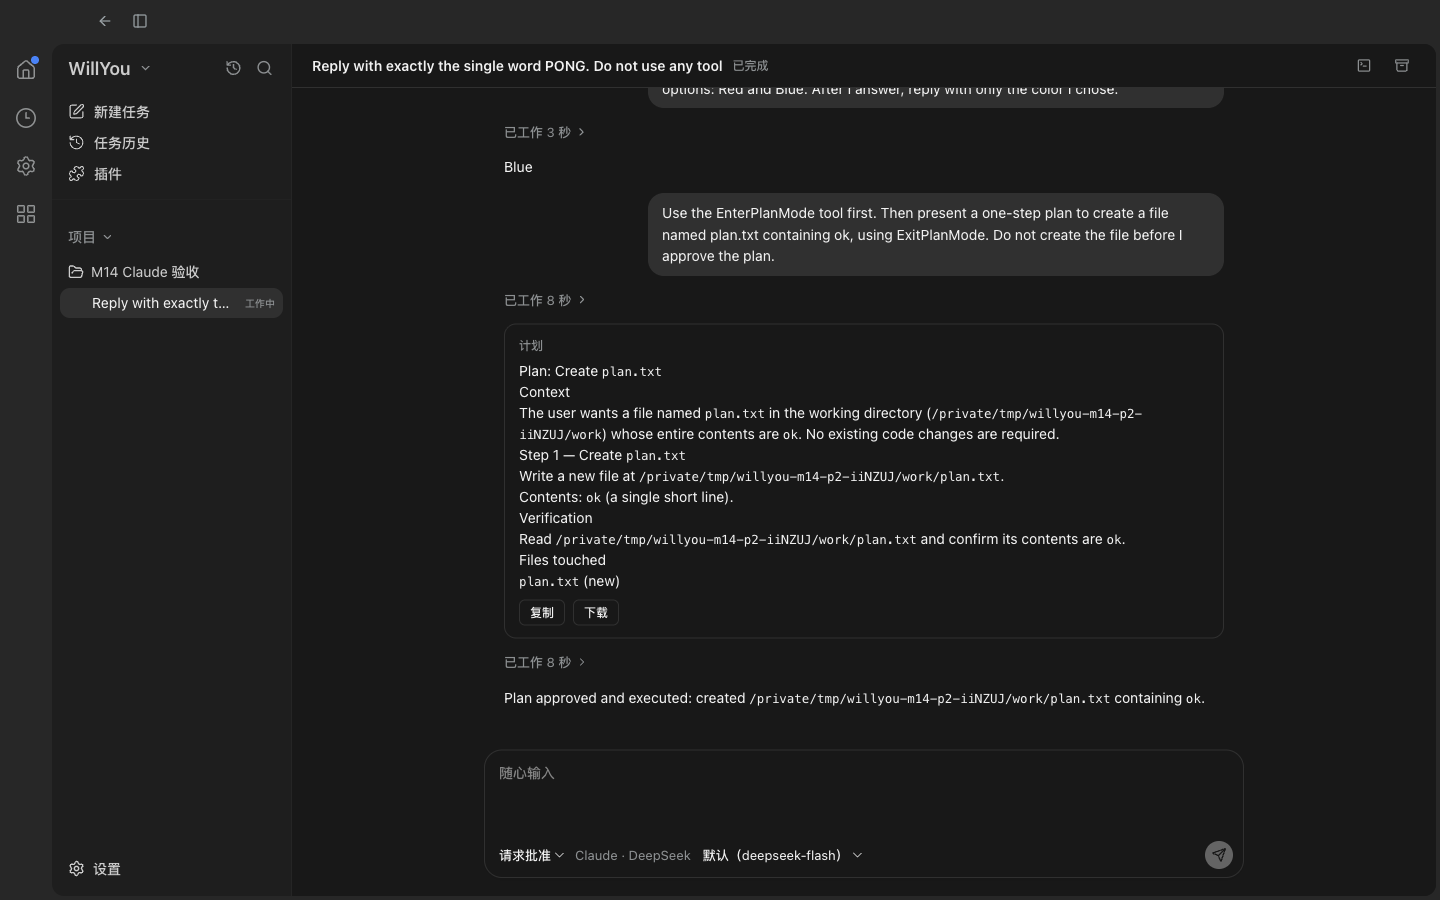 WillYou
新建任务
任务历史
插件
项目
M14 Claude 验收
Reply with exactly t... 工作中
设置
Reply with exactly the single word PONG. Do not use any tool 已完成
options: Red and Blue. After I answer, reply with only the color I chose.
已工作 3 秒
Blue
Use the EnterPlanMode tool first. Then present a one-step plan to create a file
named plan.txt containing ok, using ExitPlanMode. Do not create the file before I
approve the plan.
已工作 8 秒
计划
Plan: Create plan.txt
Context
The user wants a file named plan.txt in the working directory (/private/tmp/willyou-m14-p2-
iiNZUJ/work) whose entire contents are ok. No existing code changes are required.
Step 1 — Create plan.txt
Write a new file at /private/tmp/willyou-m14-p2-iiNZUJ/work/plan.txt.
Contents: ok (a single short line).
Verification
Read /private/tmp/willyou-m14-p2-iiNZUJ/work/plan.txt and confirm its contents are ok.
Files touched
plan.txt (new)
复制 下载
已工作 8 秒
Plan approved and executed: created /private/tmp/willyou-m14-p2-iiNZUJ/work/plan.txt containing ok.
随心输入
请求批准 Claude · DeepSeek 默认（deepseek-flash）